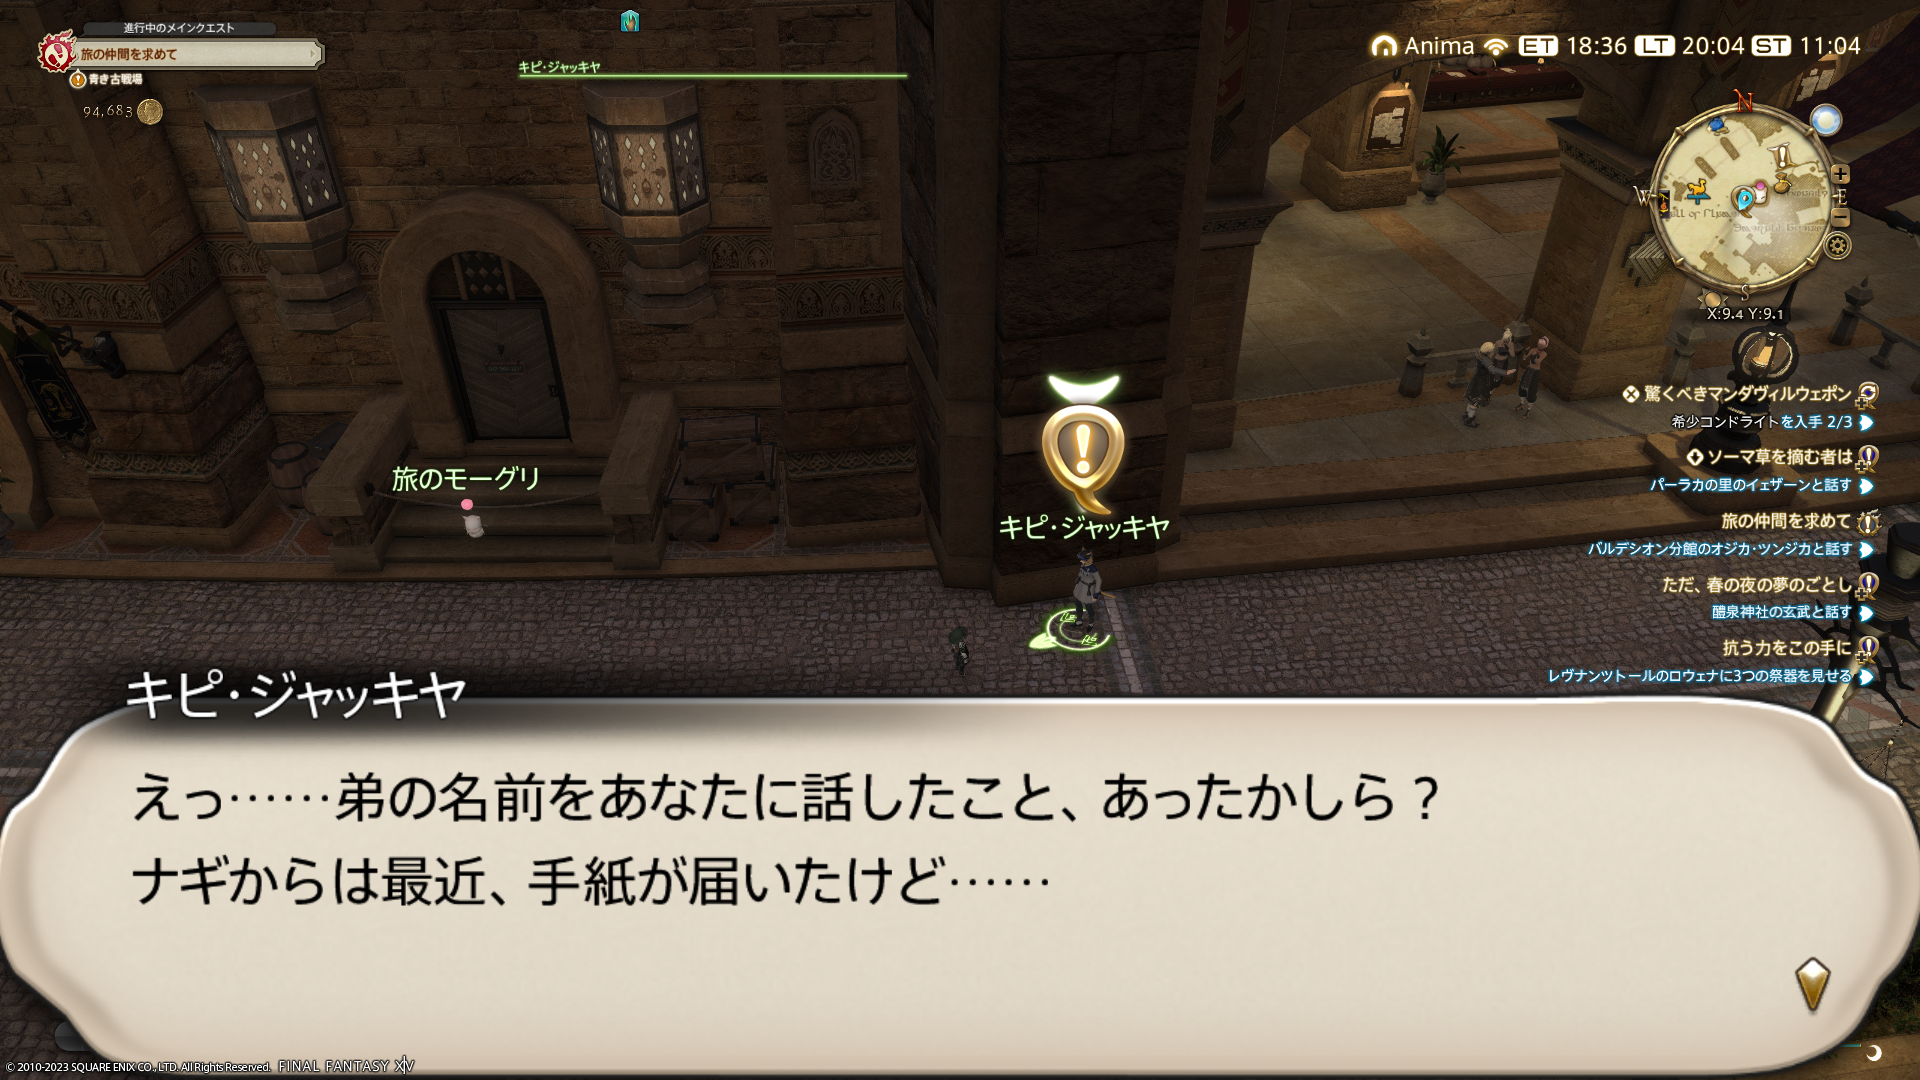 進行中のメインクエスト
旅の仲間を求めて
青き古戦場
94,683
キピ・ジャッキヤ
Anima ET 18:36 LT 20:04 ST 11:04
N
W
E
S
X:9.4 Y:9.1
驚くべきマンダヴィルウェポン
希少コンドライトを入手 2/3
ソーマ草を摘む者は
パーラカの里のイェザーンと話す
旅の仲間を求めて
バルデシオン分館のオジカ・ツンジカと話す
ただ、春の夜の夢のごとし
醴泉神社の玄武と話す
抗う力をこの手に
レヴナンツトールのロウェナに3つの祭器を見せる
旅のモーグリ
キピ・ジャッキヤ
キピ・ジャッキヤ
えっ……弟の名前をあなたに話したこと、あったかしら？
ナギからは最近、手紙が届いたけど……
© 2010-2023 SQUARE ENIX CO., LTD. All Rights Reserved. FINAL FANTASY XIV